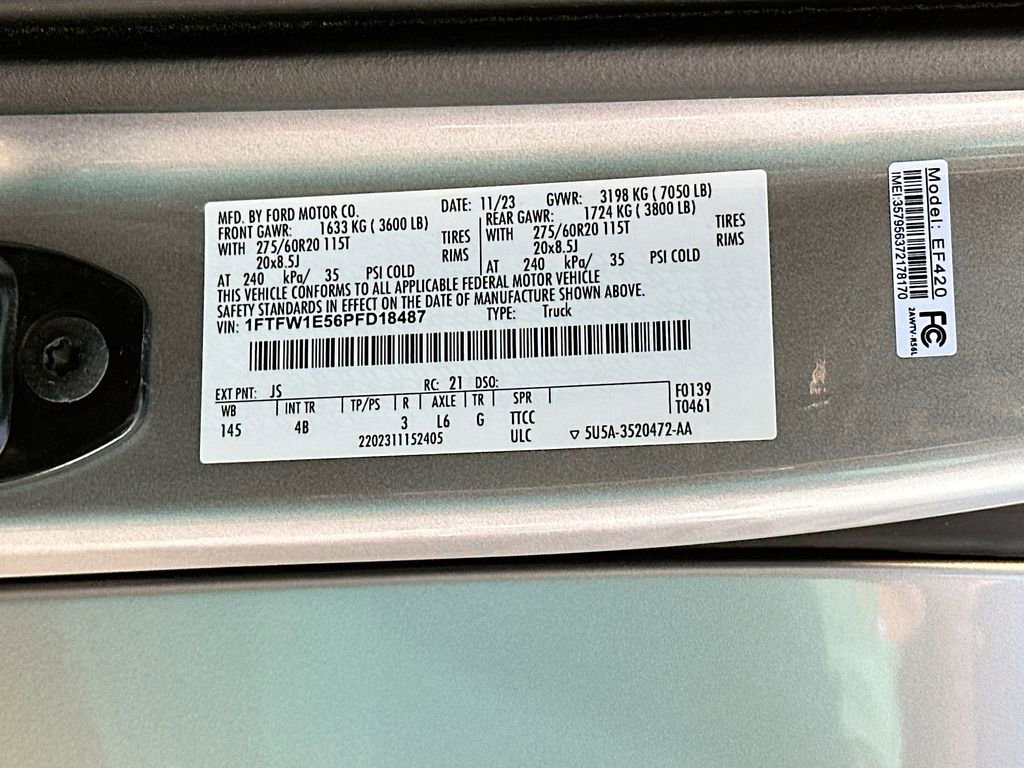 MFD. BY FORD MOTOR CO. DATE: 11/23 GVWR: 3198 KG ( 7050 LB)
FRONT GAWR: 1633 KG ( 3600 LB) REAR GAWR: 1724 KG ( 3800 LB)
WITH 275/60R20 115T TIRES WITH 275/60R20 115T TIRES
20x8.5J RIMS 20x8.5J RIMS
AT 240 kPa/ 35 PSI COLD AT 240 kPa/ 35 PSI COLD
THIS VEHICLE CONFORMS TO ALL APPLICABLE FEDERAL MOTOR VEHICLE
SAFETY STANDARDS IN EFFECT ON THE DATE OF MANUFACTURE SHOWN ABOVE.
VIN: 1FTFW1E56PFD18487 TYPE: Truck
EXT PNT: JS RC: 21 DSO:
WB INT TR TP/PS R AXLE TR SPR F0139
145 4B 3 L6 G TTCC T0461
2202311152405 ULC ▽ 5U5A-3520472-AA
Model: EF420
IMEI:357956372178170
FC
2AWTV-R56L